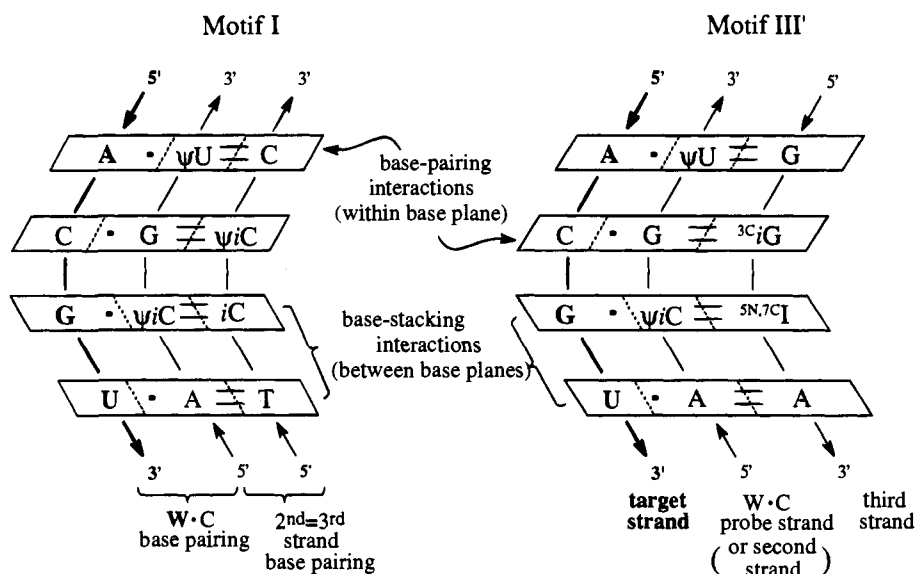 Motif I
Motif III'
5' 3' 3'
3' 5'
A · ψU = C
A · ψU = G
base-pairing
interactions
(within base plane)
C · G = ψiC
C · G = 3CiG
G · ψiC = iC
G · ψiC = 5N,7CI
base-stacking
interactions
(between base planes)
U · A = T
U · A = A
3' 5' 5'
3' 5' 3'
W·C
base pairing
2nd=3rd
strand
base pairing
target
strand
W·C
probe strand
(or second
strand)
third
strand